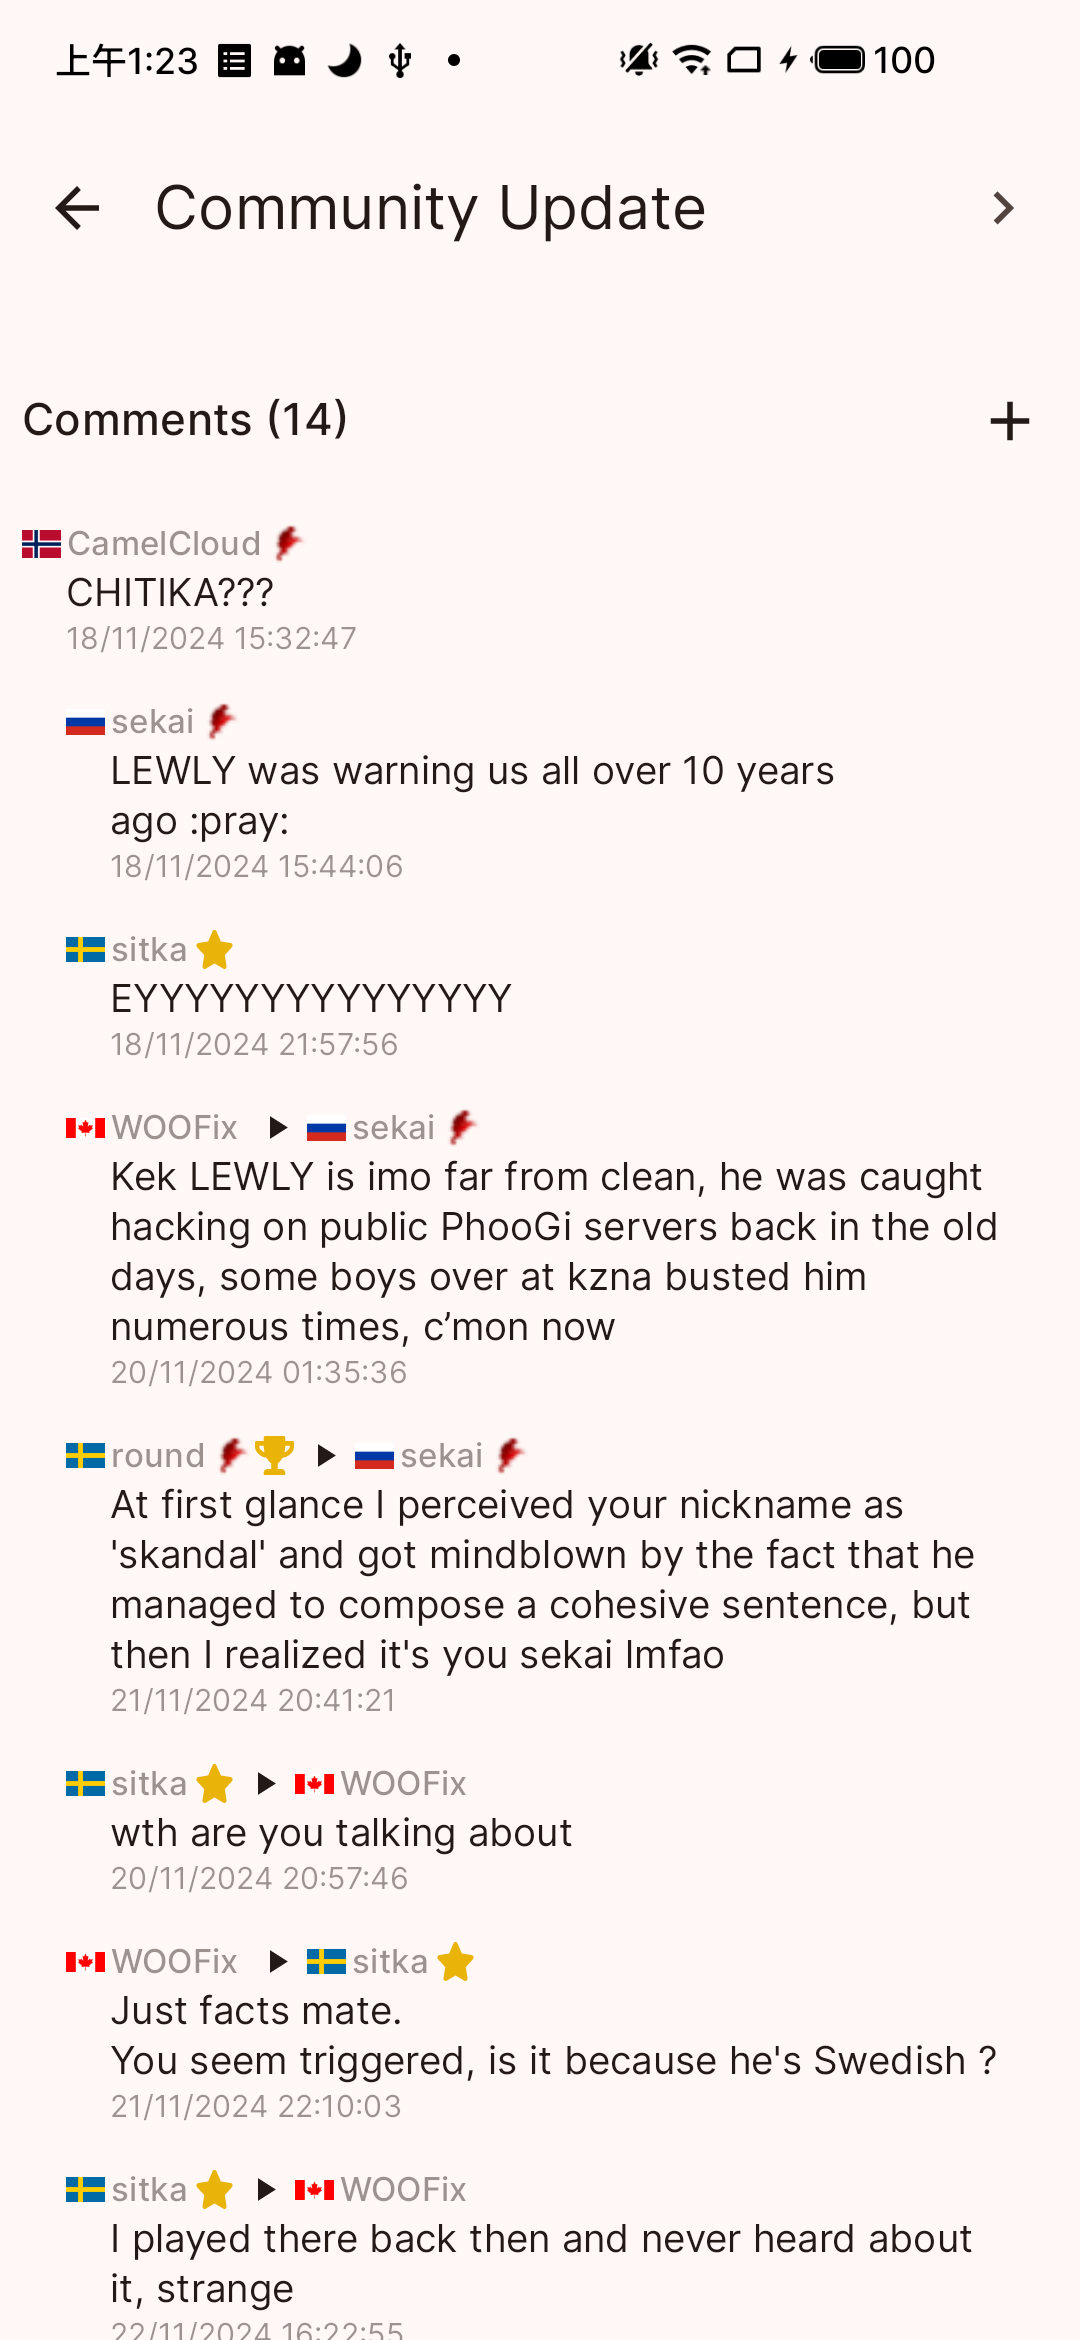 上午1:23
100
Community Update
Comments (14)
CamelCloud
CHITIKA???
18/11/2024 15:32:47
sekai
LEWLY was warning us all over 10 years
ago :pray:
18/11/2024 15:44:06
sitka
EYYYYYYYYYYYYYYY
18/11/2024 21:57:56
WOOFix sekai
Kek LEWLY is imo far from clean, he was caught
hacking on public PhooGi servers back in the old
days, some boys over at kzna busted him
numerous times, c’mon now
20/11/2024 01:35:36
round sekai
At first glance I perceived your nickname as
'skandal' and got mindblown by the fact that he
managed to compose a cohesive sentence, but
then I realized it's you sekai lmfao
21/11/2024 20:41:21
sitka WOOFix
wth are you talking about
20/11/2024 20:57:46
WOOFix sitka
Just facts mate.
You seem triggered, is it because he's Swedish ?
21/11/2024 22:10:03
sitka WOOFix
I played there back then and never heard about
it, strange
22/11/2024 16:22:55